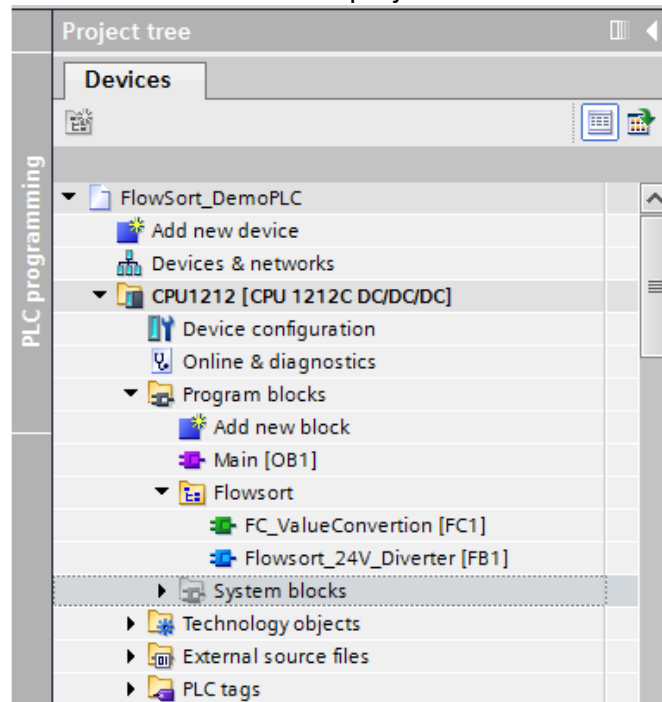 Project tree
Devices
PLC programming
FlowSort_DemoPLC
Add new device
Devices & networks
CPU1212 [CPU 1212C DC/DC/DC]
Device configuration
Online & diagnostics
Program blocks
Add new block
Main [OB1]
Flowsort
FC_ValueConvertion [FC1]
Flowsort_24V_Diverter [FB1]
System blocks
Technology objects
External source files
PLC tags